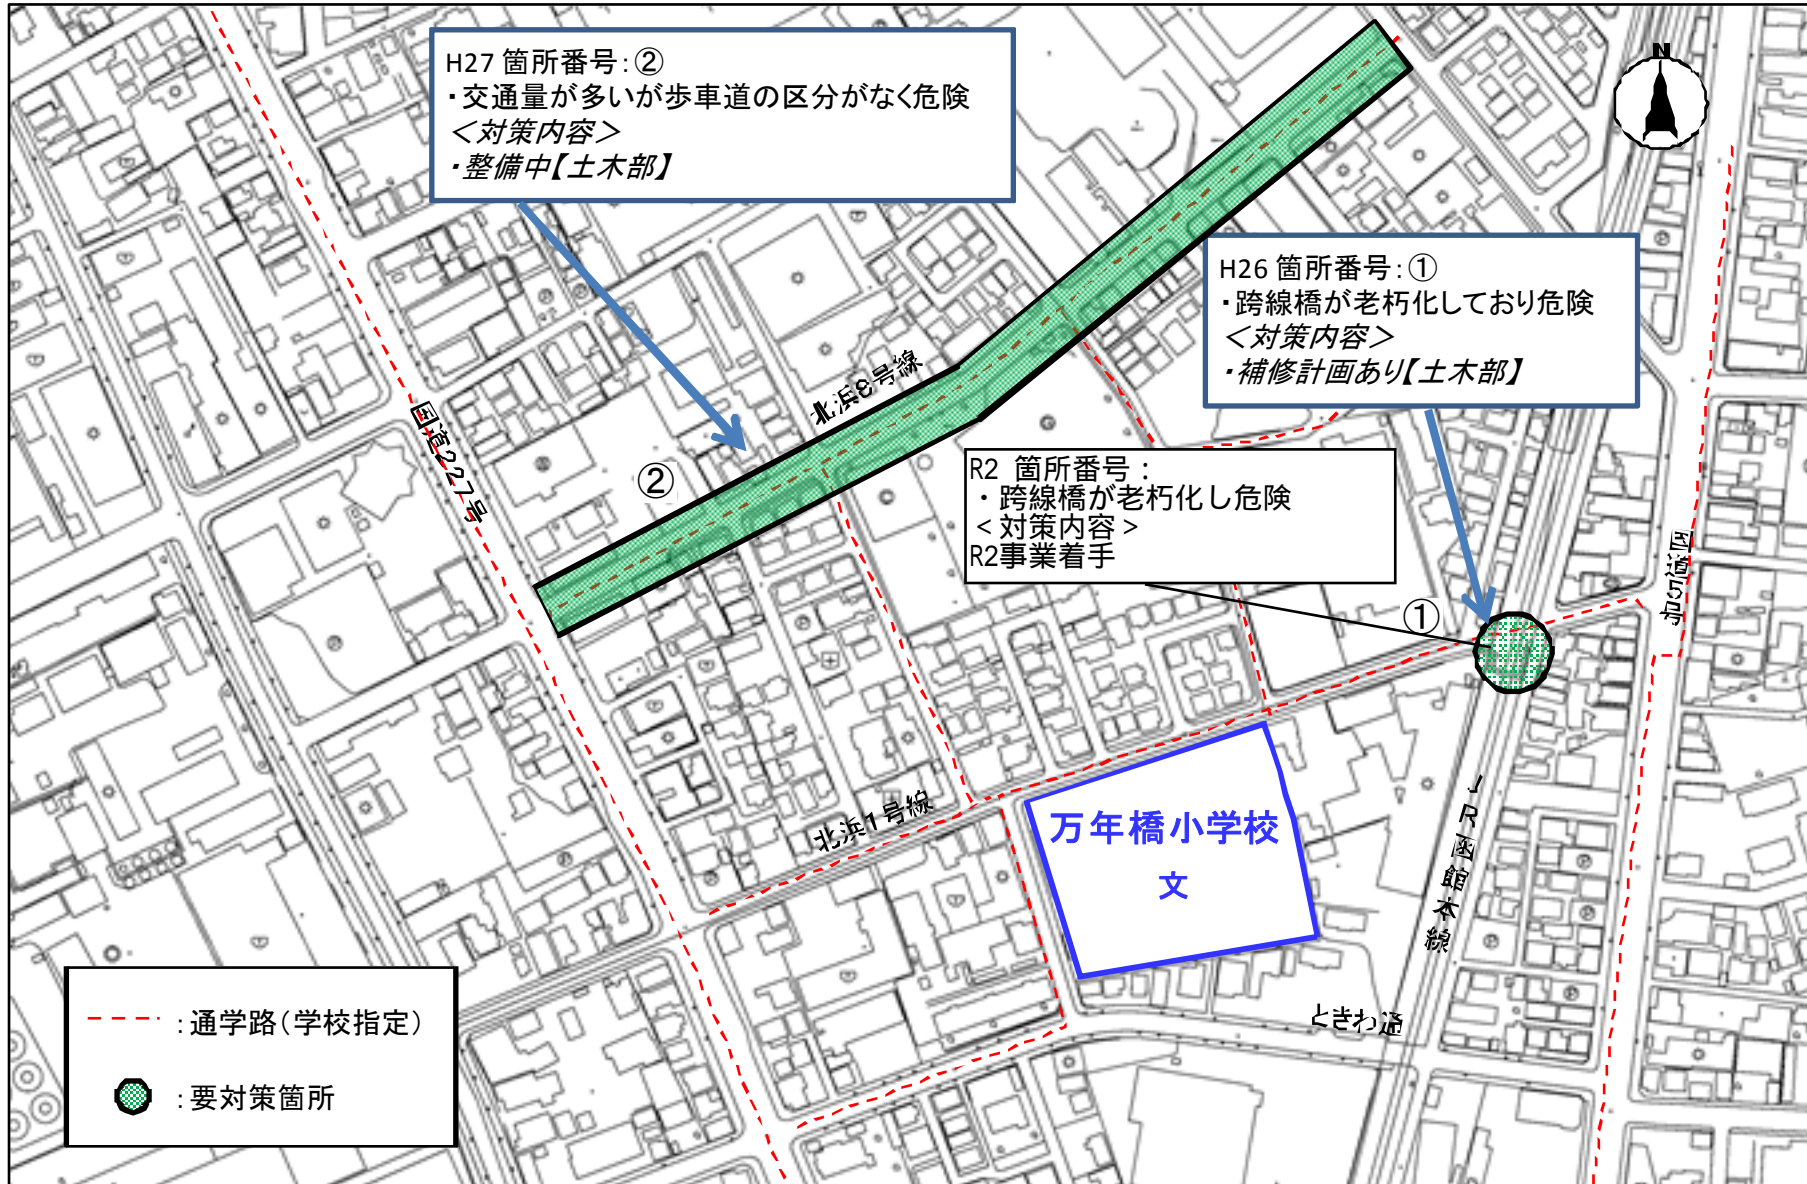 H27 箇所番号：②
・交通量が多いが歩車道の区分がなく危険
＜対策内容＞
・整備中【土木部】
N
H26 箇所番号：①
・跨線橋が老朽化しており危険
＜対策内容＞
・補修計画あり【土木部】
北浜8号線
国道227号
②
R2 箇所番号：
・跨線橋が老朽化し危険
<対策内容>
R2事業着手
①
国道5号
万年橋小学校
文
北浜1号線
JR函館本線
ときわ通
：通学路（学校指定）
：要対策箇所